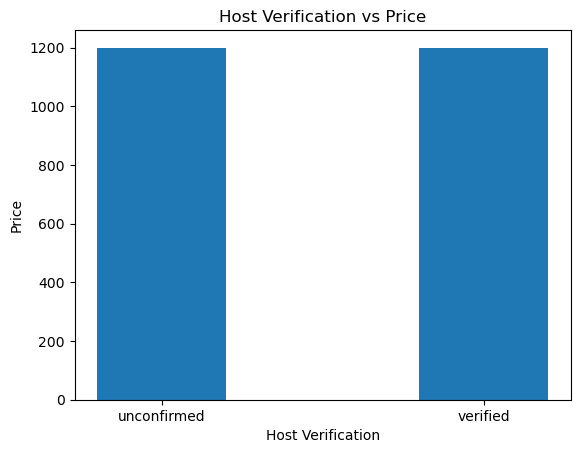 Host Verification vs Price
1200
1000
800
600
400
200
0
Price
unconfirmed
verified
Host Verification